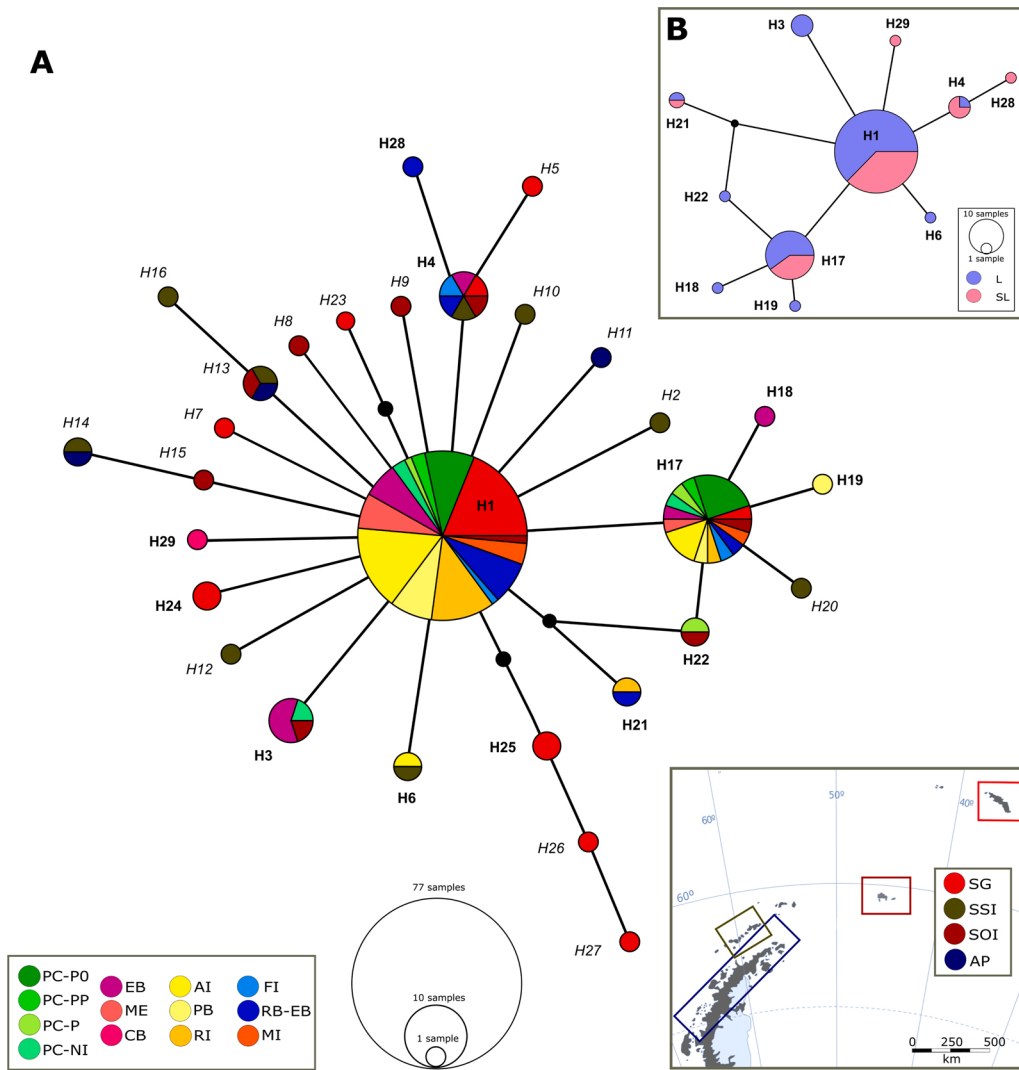 A
B
H3
H29
H4
H28
H21
H1
H22
H6
H17
H18
H19
10 samples
1 sample
L
SL
H28
H5
H4
H16
H9
H23
H10
H8
H11
H13
H2
H18
H7
H14
H17
H15
H19
H1
H29
H24
H20
H12
H22
H3
H21
H25
H6
H26
H27
77 samples
10 samples
1 sample
PC-P0
PC-PP
PC-P
PC-NI
EB
ME
CB
AI
PB
RI
FI
RB-EB
MI
50º
40º
60º
60º
SG
SSI
SOI
AP
0 250 500
km